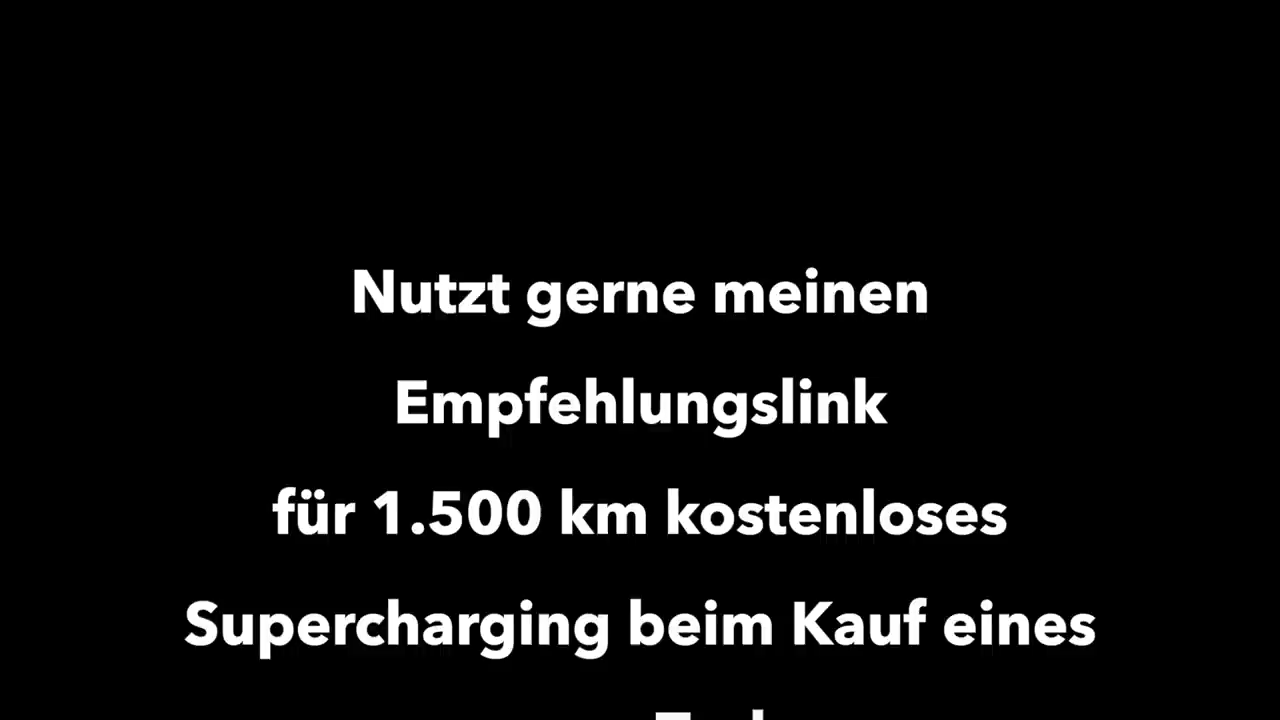 Nutzt gerne meinen
Empfehlungslink
für 1.500 km kostenloses
Supercharging beim Kauf eines